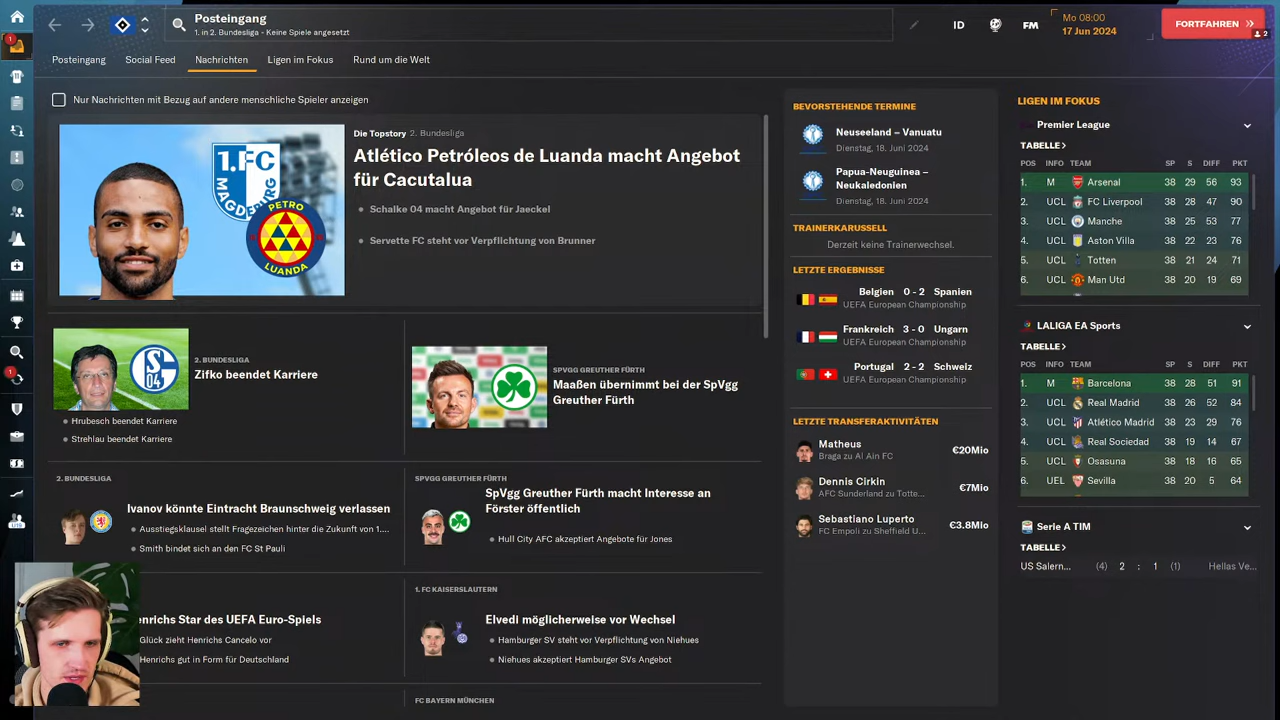 Posteingang
1. in 2. Bundesliga - Keine Spiele angesetzt
ID
FM
Mo 08:00
17 Jun 2024
FORTFAHREN
2
1
1
U19
Posteingang
Social Feed
Nachrichten
Ligen im Fokus
Rund um die Welt
Nur Nachrichten mit Bezug auf andere menschliche Spieler anzeigen
1.FC
MAGDEBURG
PETRO
LUANDA
Die Topstory 2. Bundesliga
Atlético Petróleos de Luanda macht Angebot
für Cacutalua
Schalke 04 macht Angebot für Jaeckel
Servette FC steht vor Verpflichtung von Brunner
2. BUNDESLIGA
Zifko beendet Karriere
Hrubesch beendet Karriere
Strehlau beendet Karriere
SPVGG GREUTHER FÜRTH
Maaßen übernimmt bei der SpVgg
Greuther Fürth
2. BUNDESLIGA
Ivanov könnte Eintracht Braunschweig verlassen
Ausstiegsklausel stellt Fragezeichen hinter die Zukunft von 1....
Smith bindet sich an den FC St Pauli
SPVGG GREUTHER FÜRTH
SpVgg Greuther Fürth macht Interesse an
Förster öffentlich
Hull City AFC akzeptiert Angebote für Jones
enrichs Star des UEFA Euro-Spiels
Glück zieht Henrichs Cancelo vor
Henrichs gut in Form für Deutschland
1. FC KAISERSLAUTERN
Elvedi möglicherweise vor Wechsel
Hamburger SV steht vor Verpflichtung von Niehues
Niehues akzeptiert Hamburger SVs Angebot
FC BAYERN MÜNCHEN
BEVORSTEHENDE TERMINE
Neuseeland – Vanuatu
Dienstag, 18. Juni 2024
Papua-Neuguinea –
Neukaledonien
Dienstag, 18. Juni 2024
TRAINERKARUSSELL
Derzeit keine Trainerwechsel.
LETZTE ERGEBNISSE
Belgien 0 - 2 Spanien
UEFA European Championship
Frankreich 3 - 0 Ungarn
UEFA European Championship
Portugal 2 - 2 Schweiz
UEFA European Championship
LETZTE TRANSFERAKTIVITÄTEN
Matheus
Braga zu Al Ain FC
€20Mio
Dennis Cirkin
AFC Sunderland zu Totte...
€7Mio
Sebastiano Luperto
FC Empoli zu Sheffield U...
€3.8Mio
LIGEN IM FOKUS
Premier League
TABELLE
POS INFO TEAM SP S DIFF PKT
1. M Arsenal 38 29 56 93
2. UCL FC Liverpool 38 28 47 90
3. UCL Manche 38 25 53 77
4. UCL Aston Villa 38 22 23 76
5. UCL Totten 38 21 24 71
6. UCL Man Utd 38 20 19 69
LALIGA EA Sports
TABELLE
POS INFO TEAM SP S DIFF PKT
1. M Barcelona 38 28 51 91
2. UCL Real Madrid 38 26 52 84
3. UCL Atlético Madrid 38 23 29 76
4. UCL Real Sociedad 38 19 14 67
5. UCL Osasuna 38 18 16 65
6. UEL Sevilla 38 20 5 64
Serie A TIM
TABELLE
US Salern... (4) 2 : 1 (1) Hellas Ve...